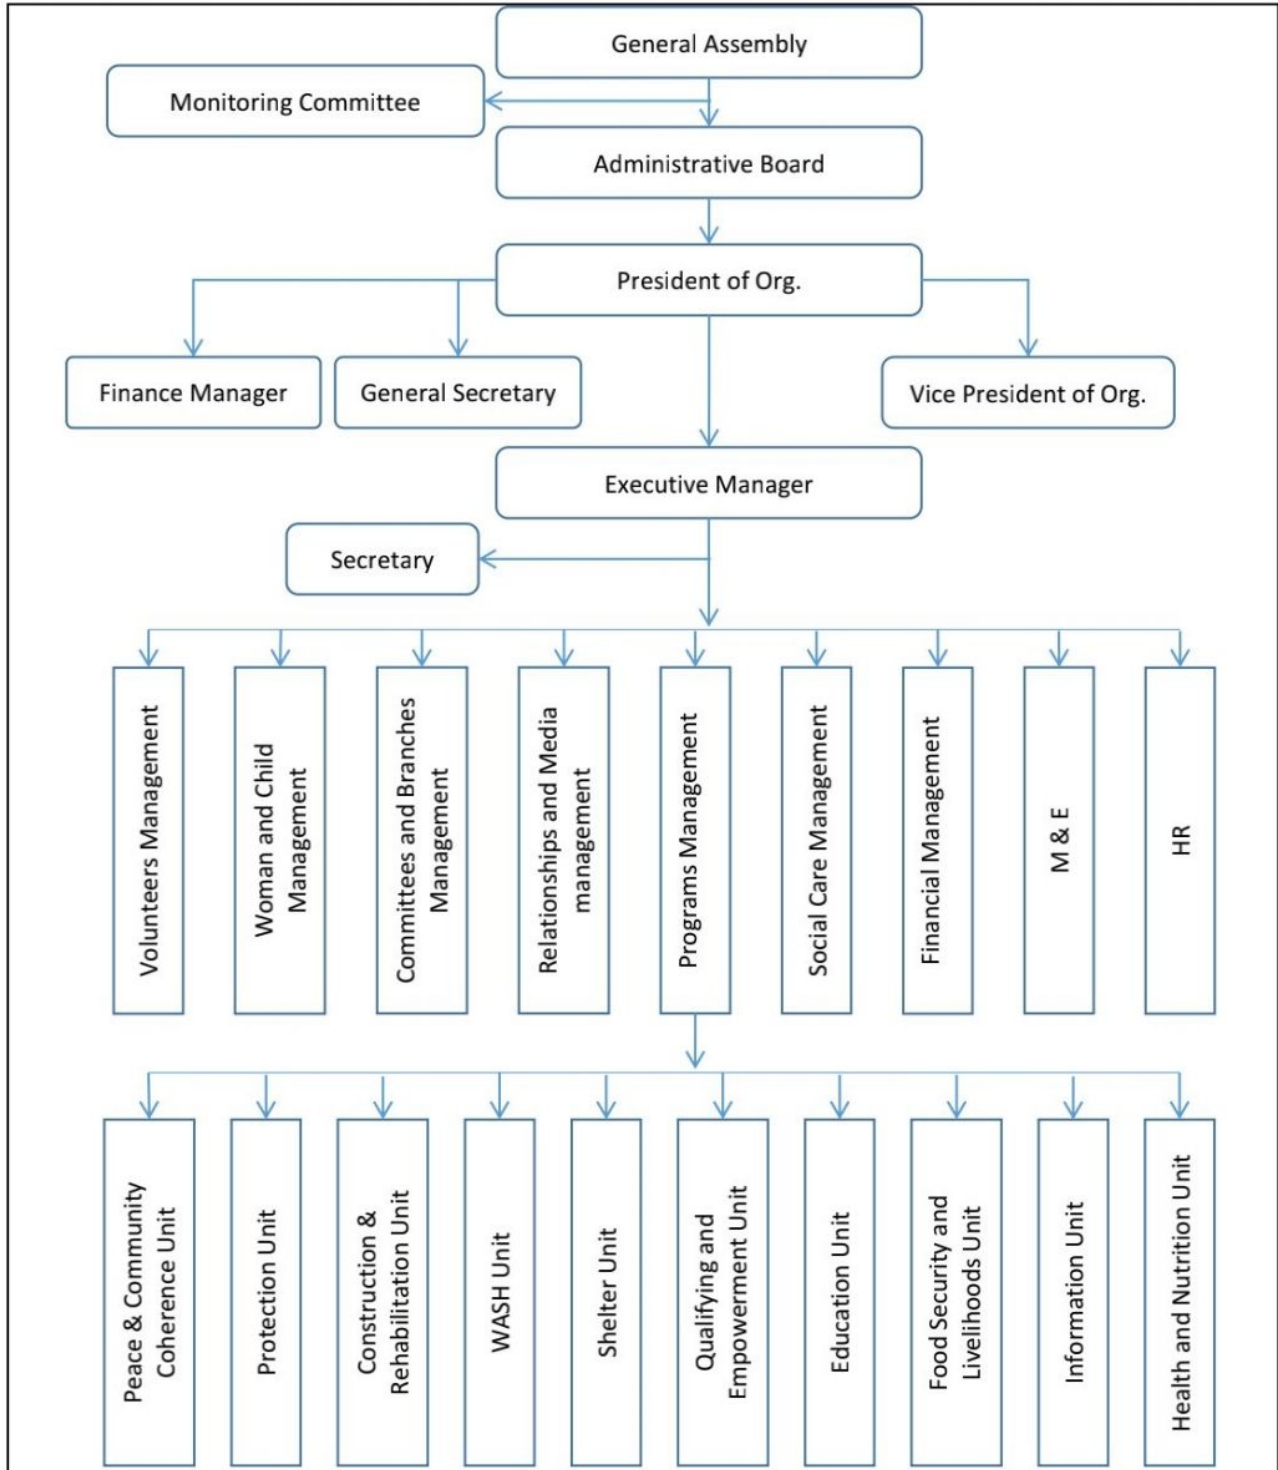 General Assembly
Monitoring Committee
Administrative Board
President of Org.
Finance Manager
General Secretary
Vice President of Org.
Executive Manager
Secretary
Volunteers Management
Woman and Child
Management
Committees and Branches
Management
Relationships and Media
management
Programs Management
Social Care Management
Financial Management
M & E
HR
Peace & Community
Coherence Unit
Protection Unit
Construction &
Rehabilitation Unit
WASH Unit
Shelter Unit
Qualifying and
Empowerment Unit
Education Unit
Food Security and
Livelihoods Unit
Information Unit
Health and Nutrition Unit